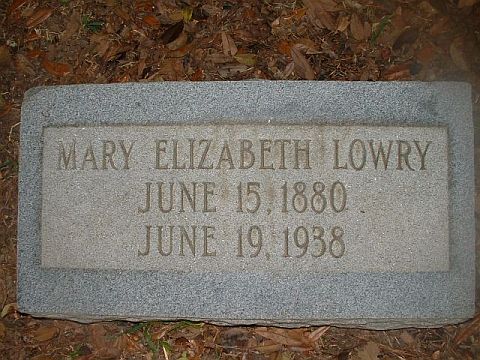 MARY ELIZABETH LOWRY
JUNE 15, 1880
JUNE 19, 1938